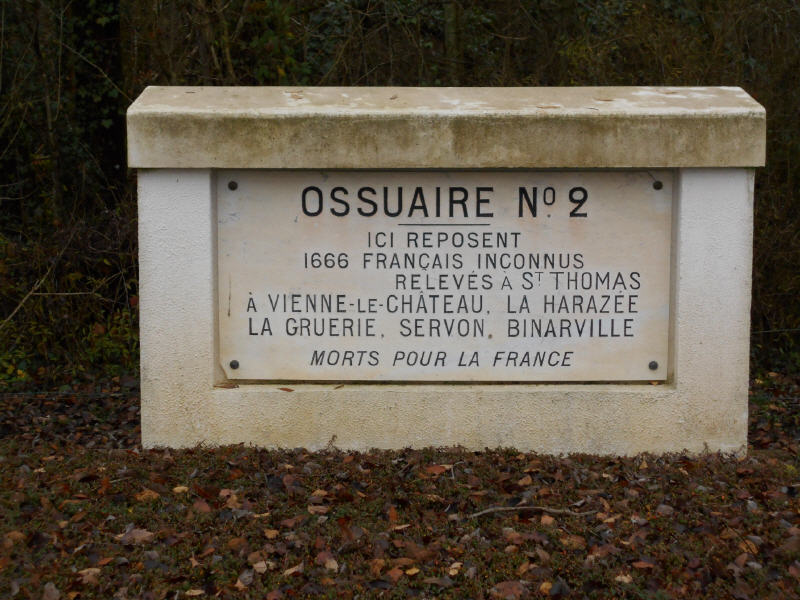 OSSUAIRE Nº 2
ICI REPOSENT
1666 FRANÇAIS INCONNUS
RELEVÉS À ST THOMAS
À VIENNE-LE-CHÂTEAU, LA HARAZÉE
LA GRUERIE, SERVON, BINARVILLE
MORTS POUR LA FRANCE